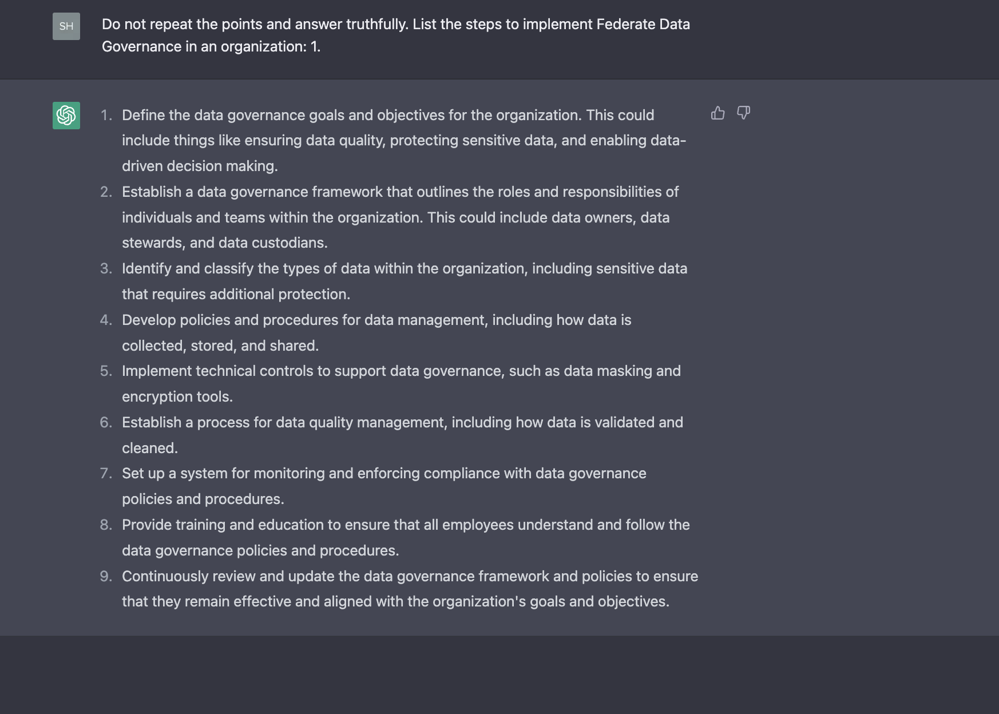 SH
Do not repeat the points and answer truthfully. List the steps to implement Federate Data
Governance in an organization: 1.
1. Define the data governance goals and objectives for the organization. This could
include things like ensuring data quality, protecting sensitive data, and enabling data-
driven decision making.
2. Establish a data governance framework that outlines the roles and responsibilities of
individuals and teams within the organization. This could include data owners, data
stewards, and data custodians.
3. Identify and classify the types of data within the organization, including sensitive data
that requires additional protection.
4. Develop policies and procedures for data management, including how data is
collected, stored, and shared.
5. Implement technical controls to support data governance, such as data masking and
encryption tools.
6. Establish a process for data quality management, including how data is validated and
cleaned.
7. Set up a system for monitoring and enforcing compliance with data governance
policies and procedures.
8. Provide training and education to ensure that all employees understand and follow the
data governance policies and procedures.
9. Continuously review and update the data governance framework and policies to ensure
that they remain effective and aligned with the organization's goals and objectives.